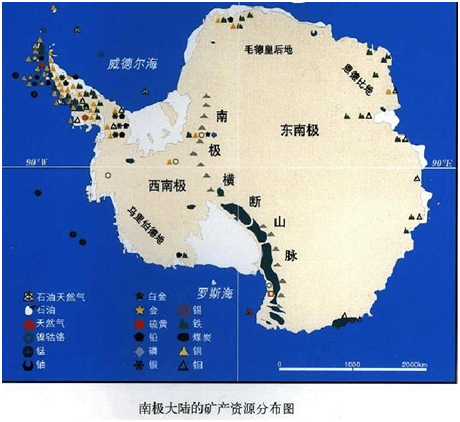 毛德皇后地
威德尔海
恩德比地
南极横断山脉
东南极
90°W
90°E
西南极
马里伯德地
罗斯海
石油天然气
石油
天然气
镍钴铬
锰
铀
白金
金
硫黄
铅
磷
银
锡
铁
煤炭
铜
钼
0 1000 2000km
南极大陆的矿产资源分布图